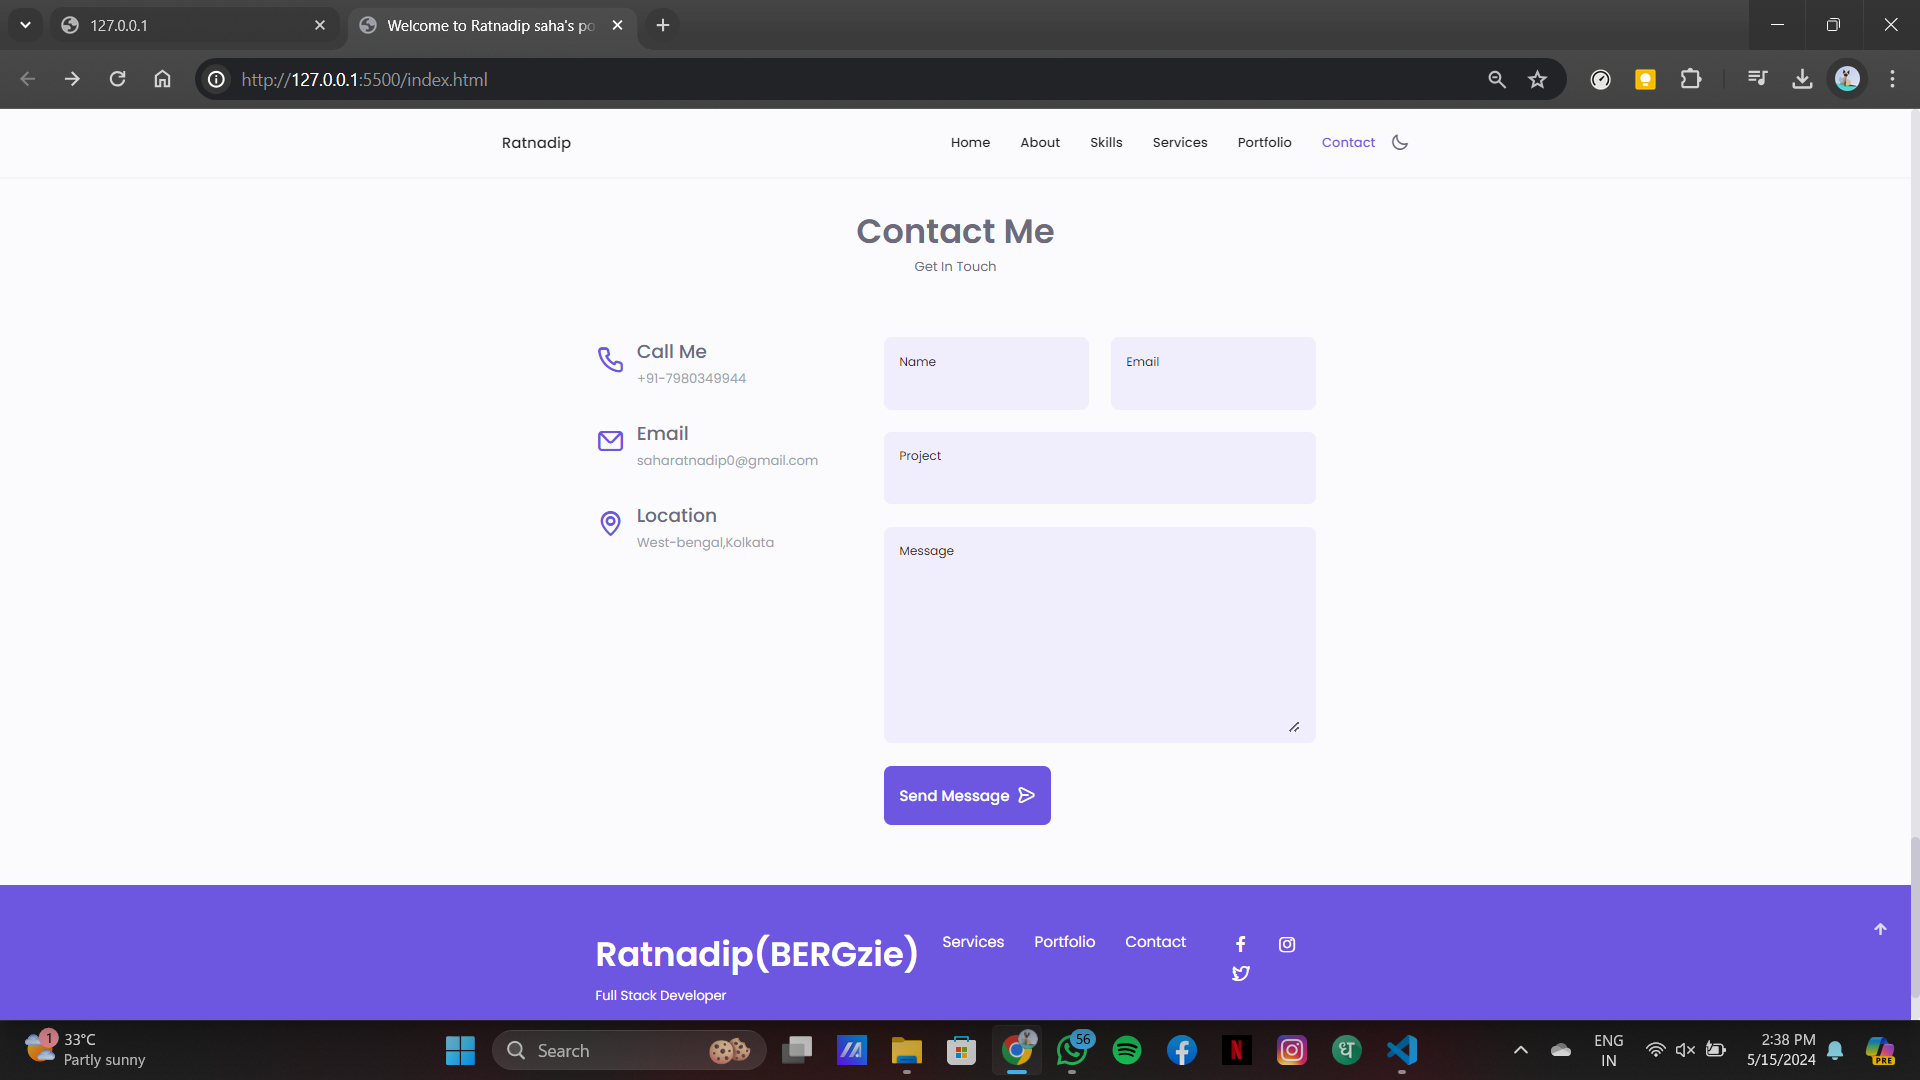 127.0.0.1
Welcome to Ratnadip saha's po
http://127.0.0.1:5500/index.html
Ratnadip
Home About Skills Services Portfolio Contact
Contact Me
Get In Touch
Call Me
+91-7980349944
Email
saharatnadip0@gmail.com
Location
West-bengal,Kolkata
Name
Email
Project
Message
Send Message
Ratnadip(BERGzie)
Full Stack Developer
Services Portfolio Contact
1
33°C
Partly sunny
Search
56
N
ध
ENG
IN
2:38 PM
5/15/2024
PRE